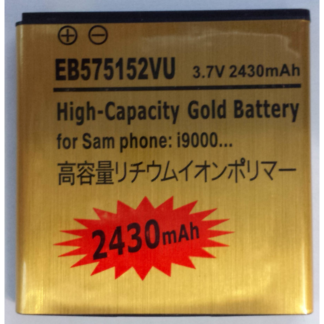 ⊕ ⊖
EB575152VU 3.7V 2430mAh
High-Capacity Gold Battery
for Sam phone: i9000...
高容量リチウムイオンポリマー
2430mAh